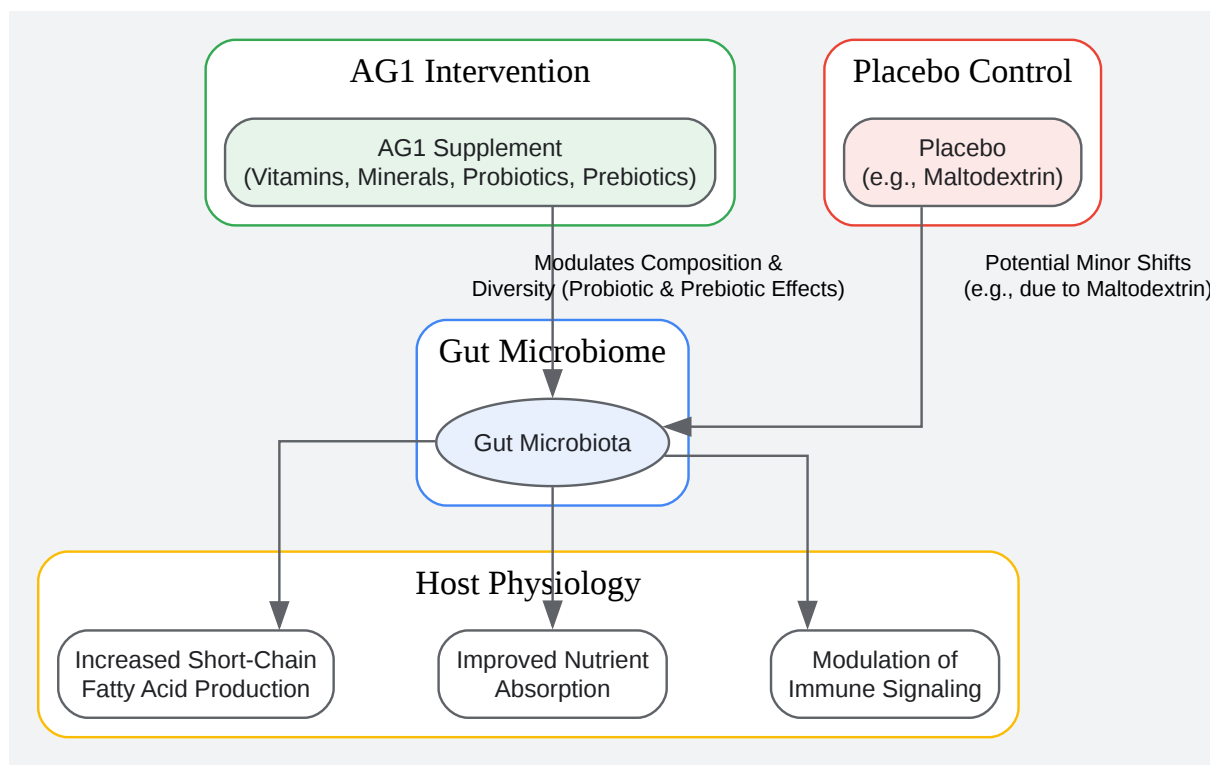 AG1 Intervention
Placebo Control
AG1 Supplement
(Vitamins, Minerals, Probiotics, Prebiotics)
Placebo
(e.g., Maltodextrin)
Modulates Composition &
Diversity (Probiotic & Prebiotic Effects)
Potential Minor Shifts
(e.g., due to Maltodextrin)
Gut Microbiome
Gut Microbiota
Host Physiology
Increased Short-Chain
Fatty Acid Production
Improved Nutrient
Absorption
Modulation of
Immune Signaling